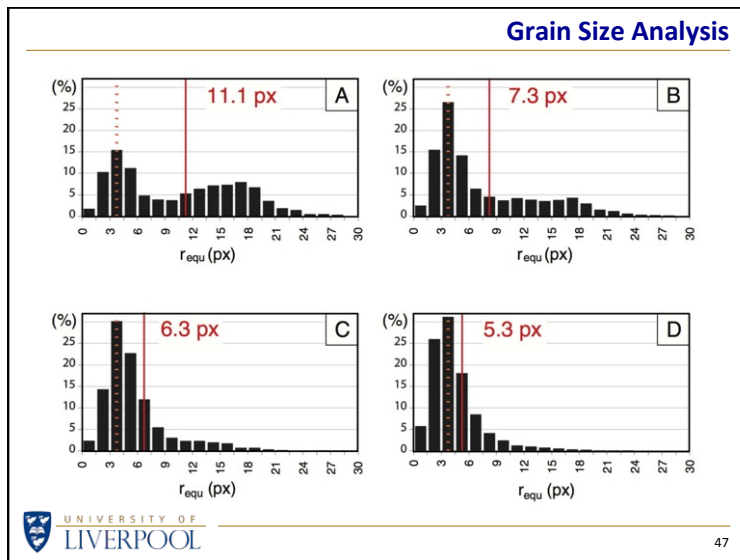 Grain Size Analysis
(%)
11.1 px
A
25
20
15
10
5
0
0 3 6 9 12 15 18 21 24 27 30
requ (px)
(%)
7.3 px
B
25
20
15
10
5
0
0 3 6 9 12 15 18 21 24 27 30
requ (px)
(%)
6.3 px
C
25
20
15
10
5
0
0 3 6 9 12 15 18 21 24 27 30
requ (px)
(%)
5.3 px
D
25
20
15
10
5
0
0 3 6 9 12 15 18 21 24 27 30
requ (px)
UNIVERSITY OF
LIVERPOOL
47